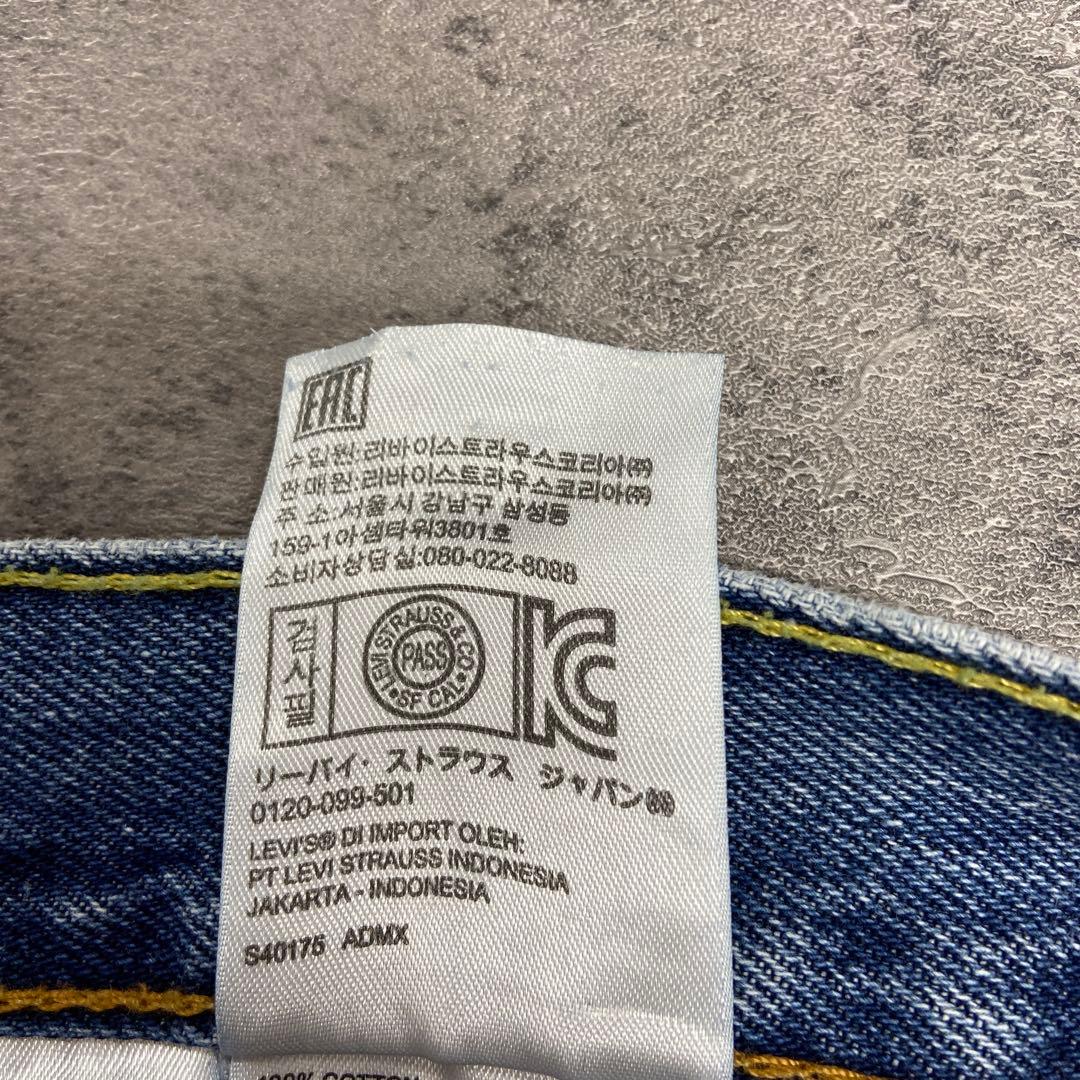 EAC
수입원:리바이스트라우스코리아㈜
판매원:리바이스트라우스코리아㈜
주 소:서울시 강남구 삼성동
159-1아셈타워3801호
소비자상담실:080-022-8088
검사필
LEVI STRAUSS & CO.
PASS
SF CAL
KC
リーバイ・ストラウス ジャパン㈱
0120-099-501
LEVI'S® DI IMPORT OLEH:
PT LEVI STRAUSS INDONESIA
JAKARTA - INDONESIA
S40175 ADMX
100% COTTON